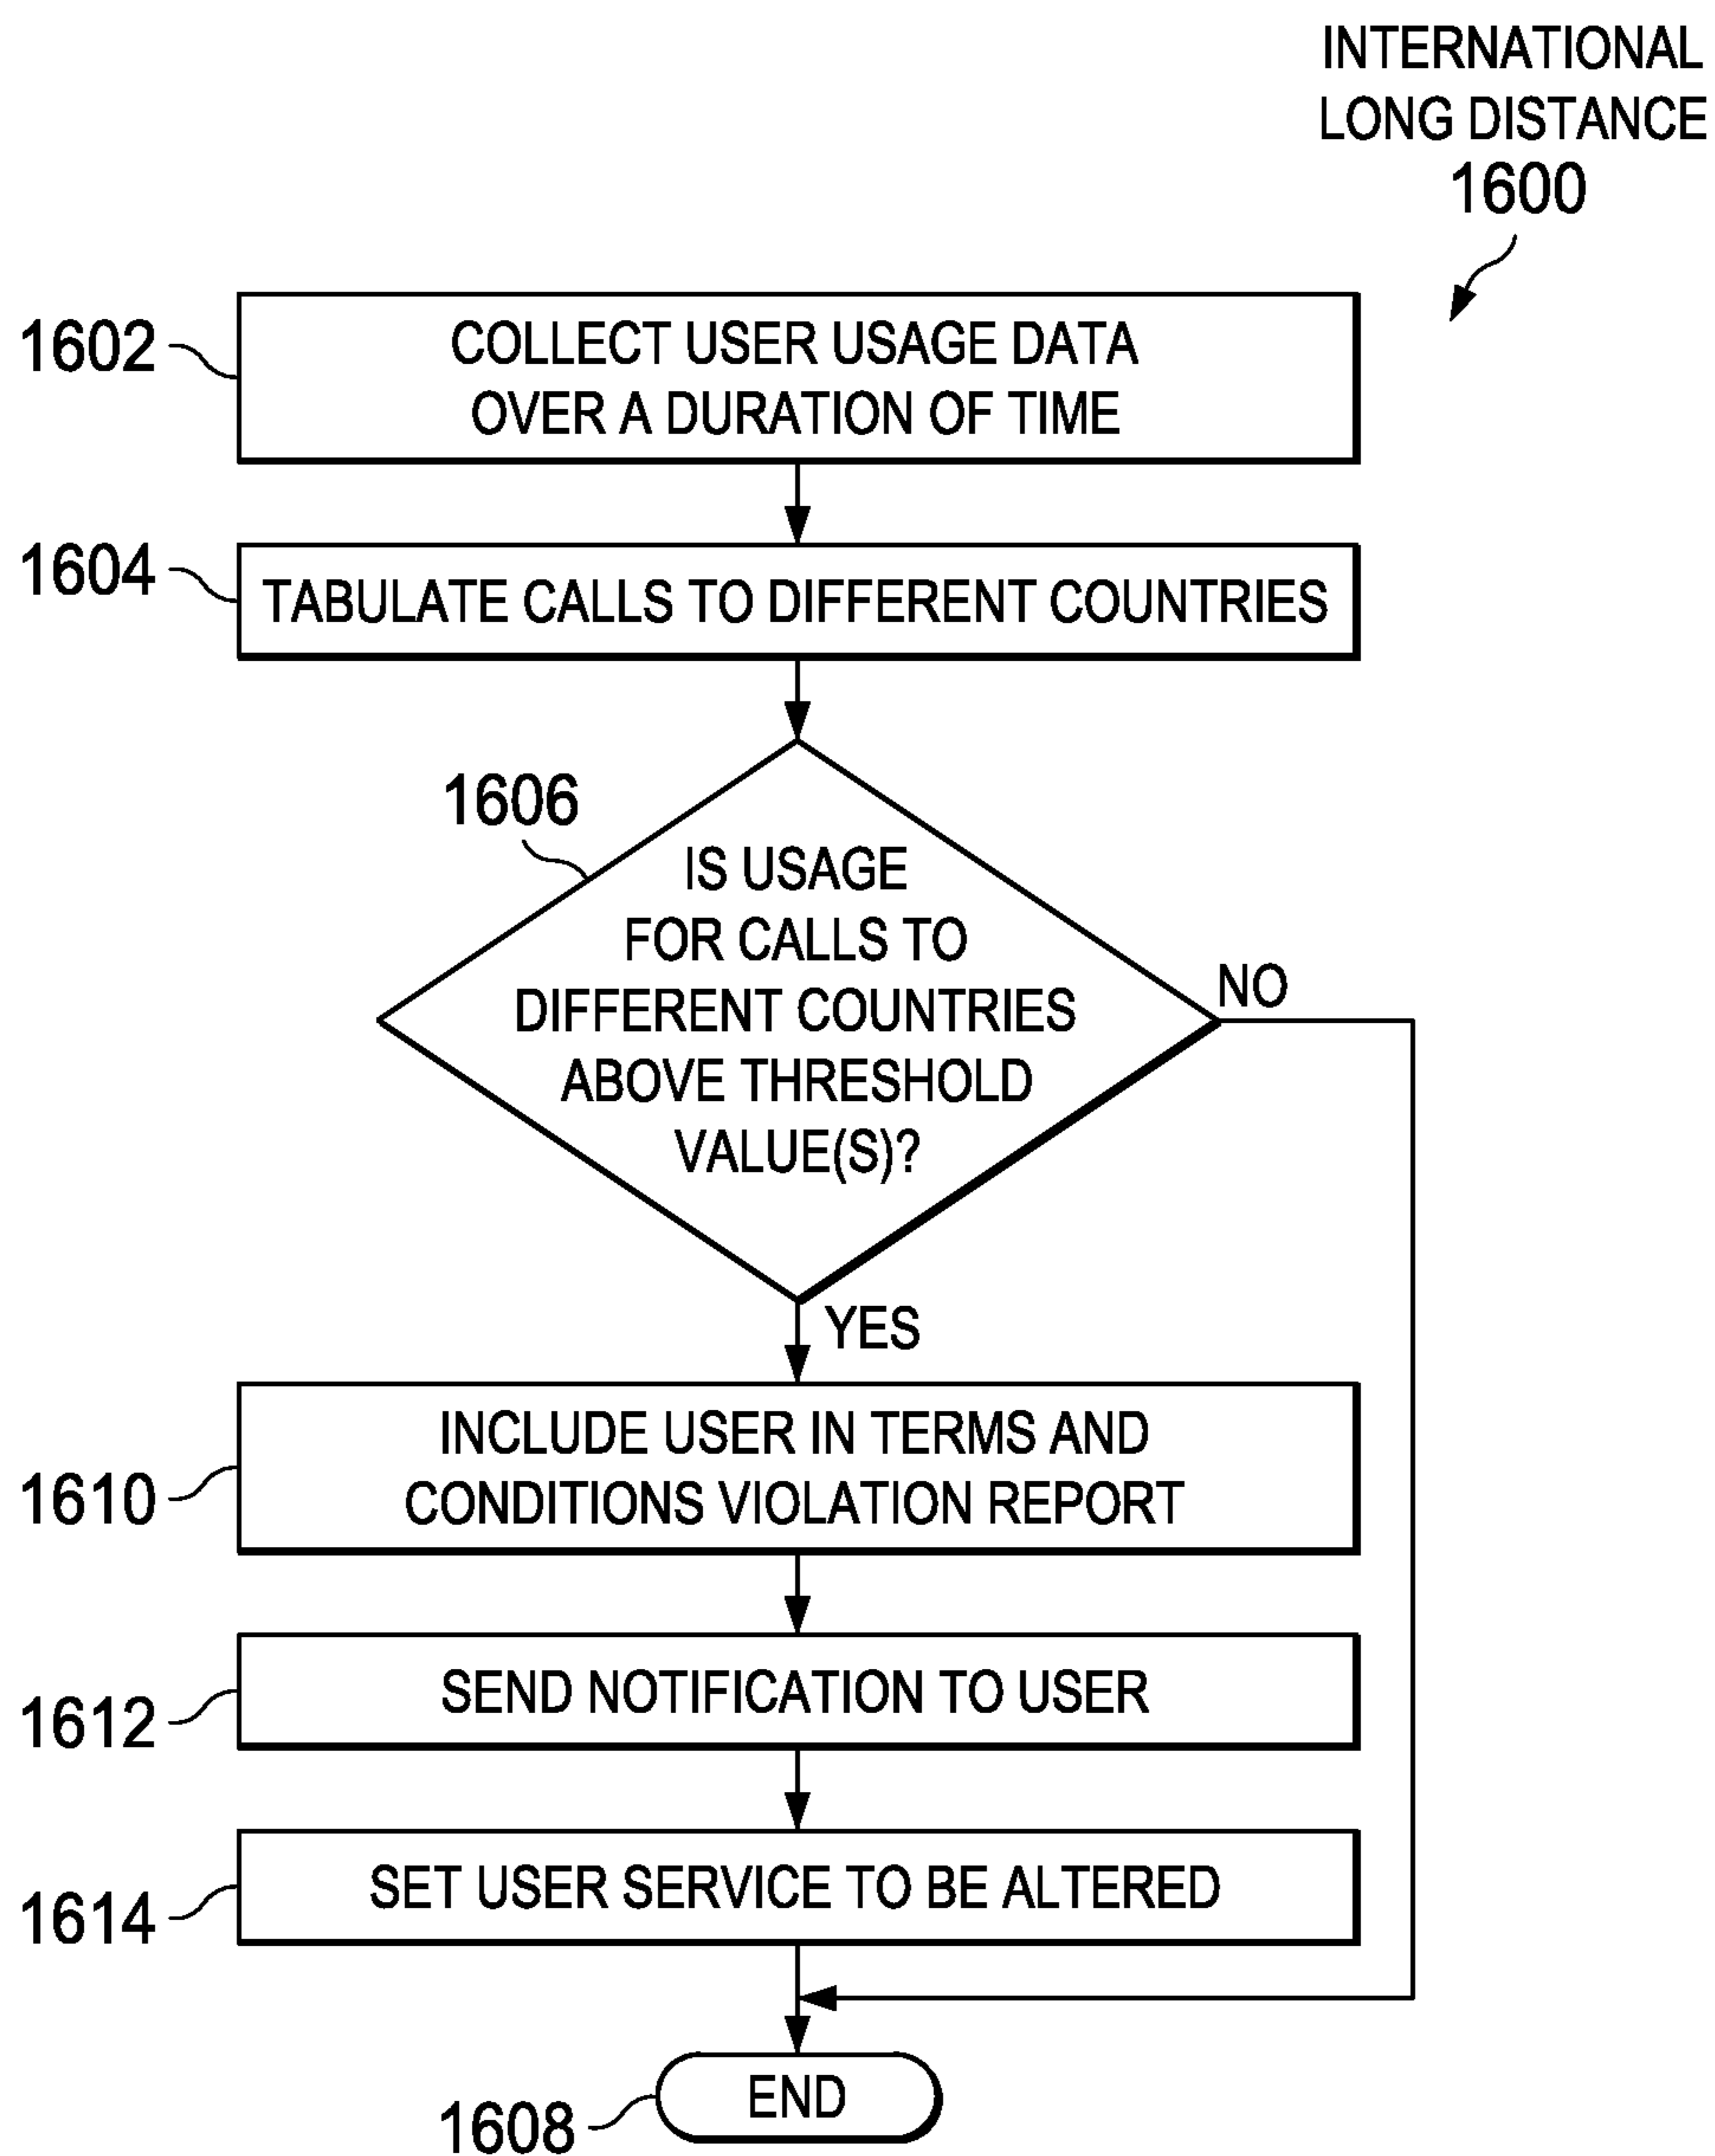 INTERNATIONAL
LONG DISTANCE
1600
1602
COLLECT USER USAGE DATA
OVER A DURATION OF TIME
1604
TABULATE CALLS TO DIFFERENT COUNTRIES
1606
IS USAGE
FOR CALLS TO
DIFFERENT COUNTRIES
ABOVE THRESHOLD
VALUE(S)?
NO
YES
1610
INCLUDE USER IN TERMS AND
CONDITIONS VIOLATION REPORT
1612
SEND NOTIFICATION TO USER
1614
SET USER SERVICE TO BE ALTERED
1608
END